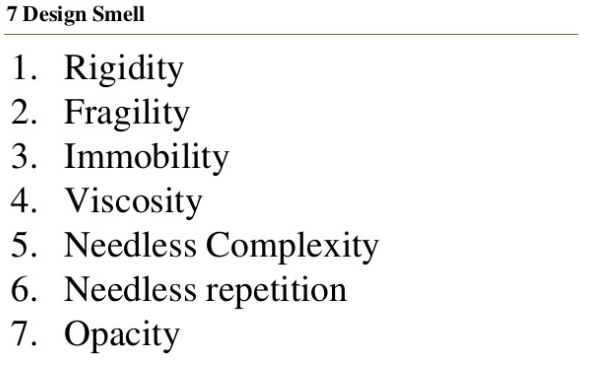 7 Design Smell
1. Rigidity
2. Fragility
3. Immobility
4. Viscosity
5. Needless Complexity
6. Needless repetition
7. Opacity